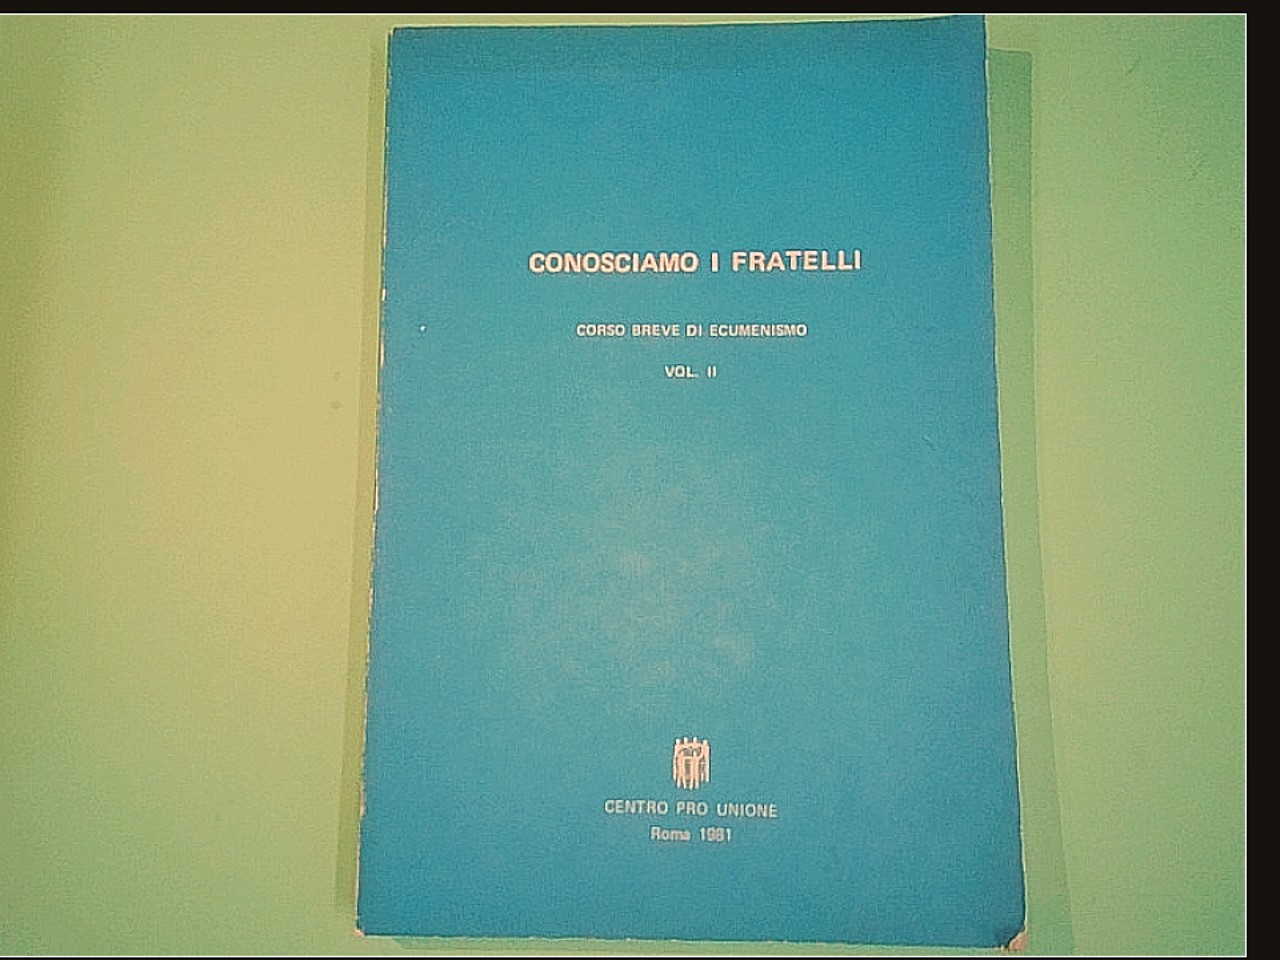 CONOSCIAMO I FRATELLI
CORSO BREVE DI ECUMENISMO
VOL. II
CENTRO PRO UNIONE
Roma 1981